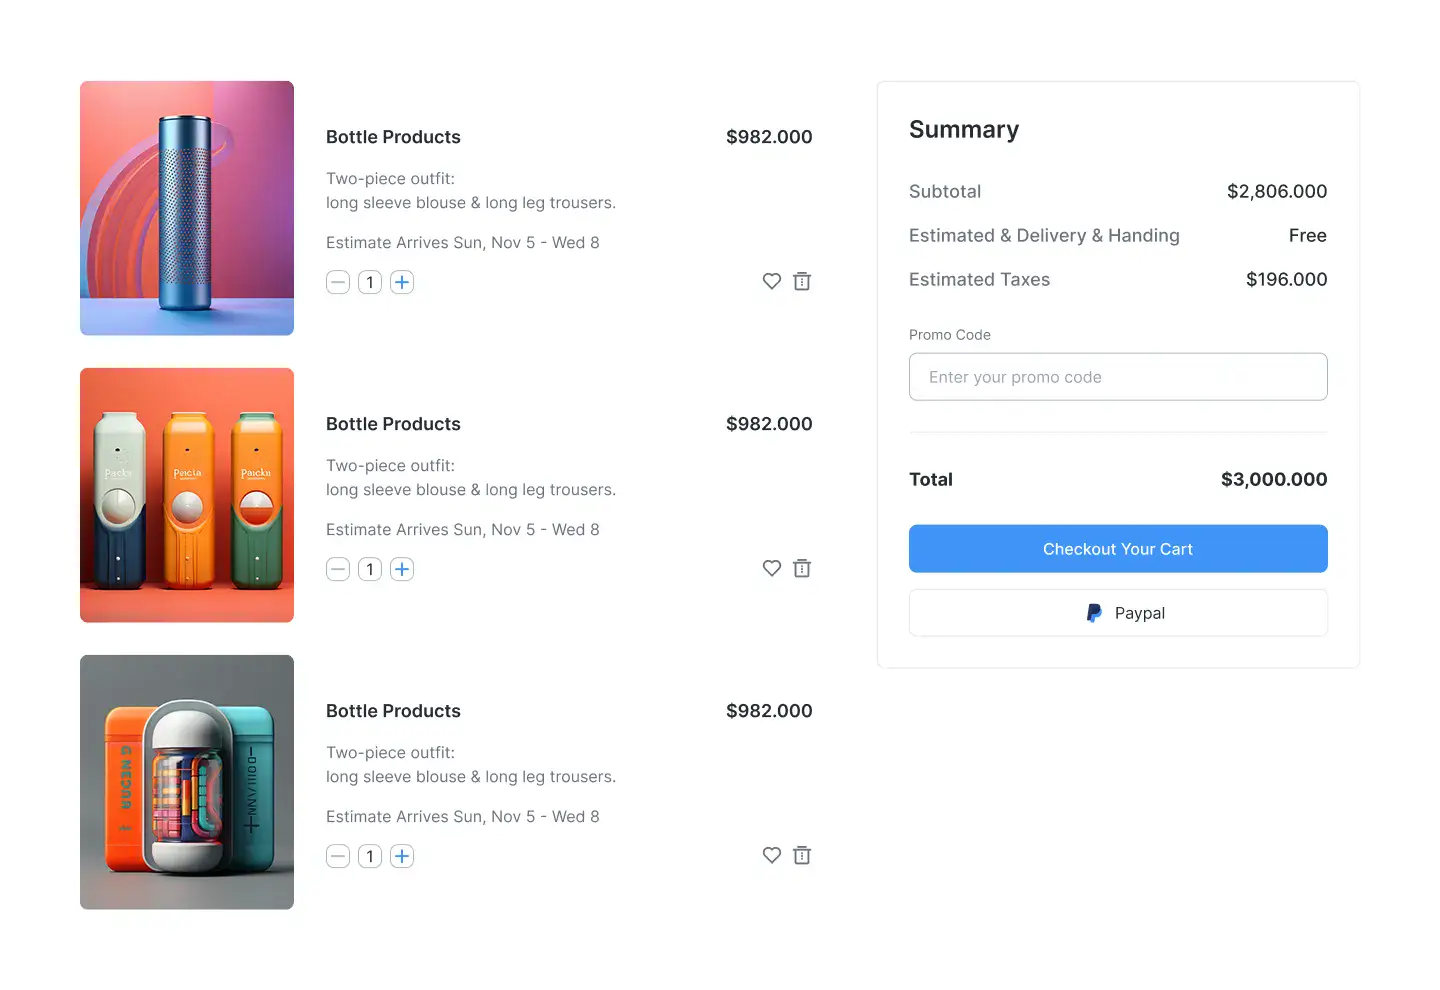 Bottle Products
$982.000
Two-piece outfit:
long sleeve blouse & long leg trousers.
Estimate Arrives Sun, Nov 5 - Wed 8
1
Packs
Peicta
Paicku
Bottle Products
$982.000
Two-piece outfit:
long sleeve blouse & long leg trousers.
Estimate Arrives Sun, Nov 5 - Wed 8
1
Bottle Products
$982.000
Two-piece outfit:
long sleeve blouse & long leg trousers.
Estimate Arrives Sun, Nov 5 - Wed 8
1
Summary
Subtotal
$2,806.000
Estimated & Delivery & Handing
Free
Estimated Taxes
$196.000
Promo Code
Enter your promo code
Total
$3,000.000
Checkout Your Cart
Paypal